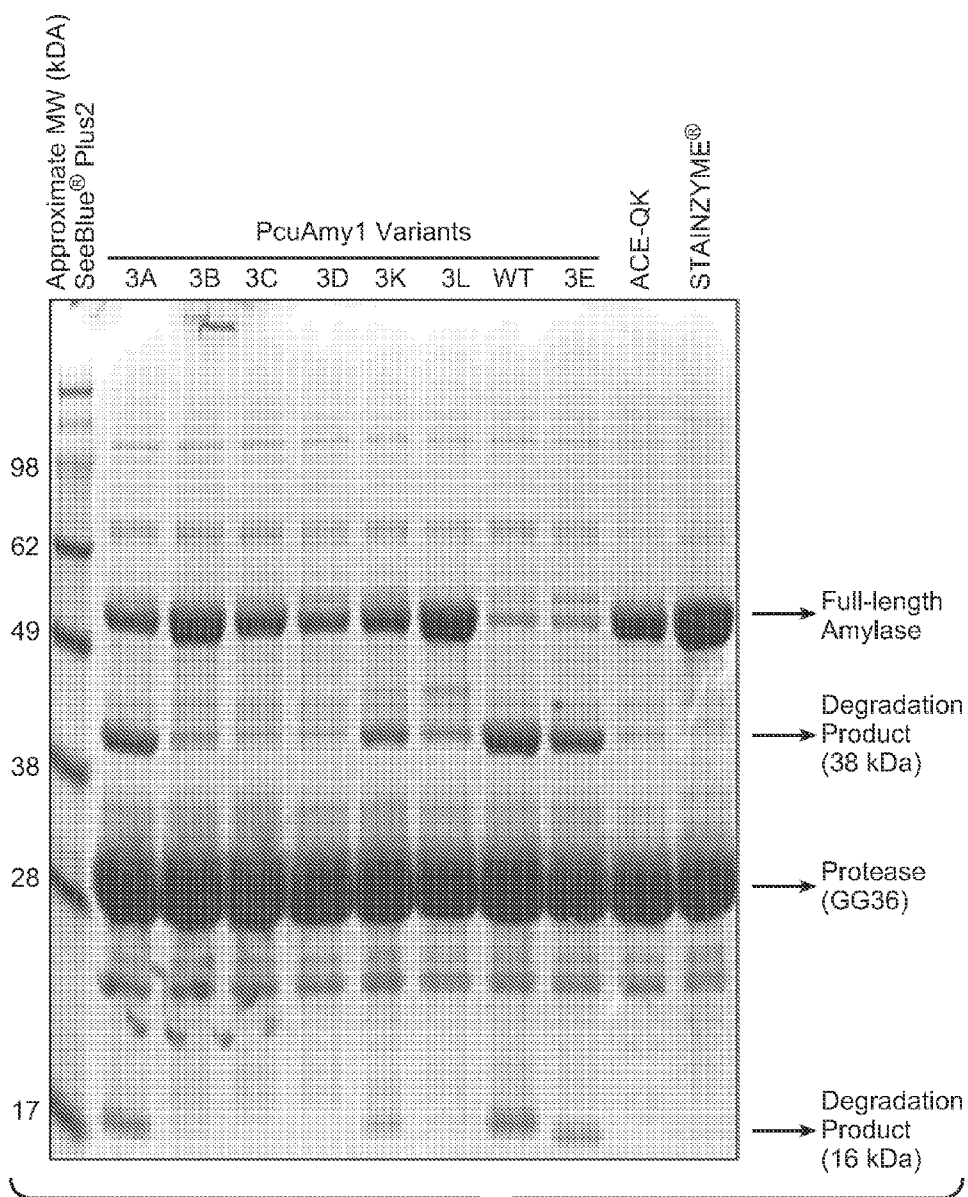 Approximate MW (kDA)
SeeBlue® Plus2
PcuAmy1 Variants
3A 3B 3C 3D 3K 3L WT 3E
ACE-QK
STAINZYME®
98
62
49
38
28
17
Full-length
Amylase
Degradation
Product
(38 kDa)
Protease
(GG36)
Degradation
Product
(16 kDa)